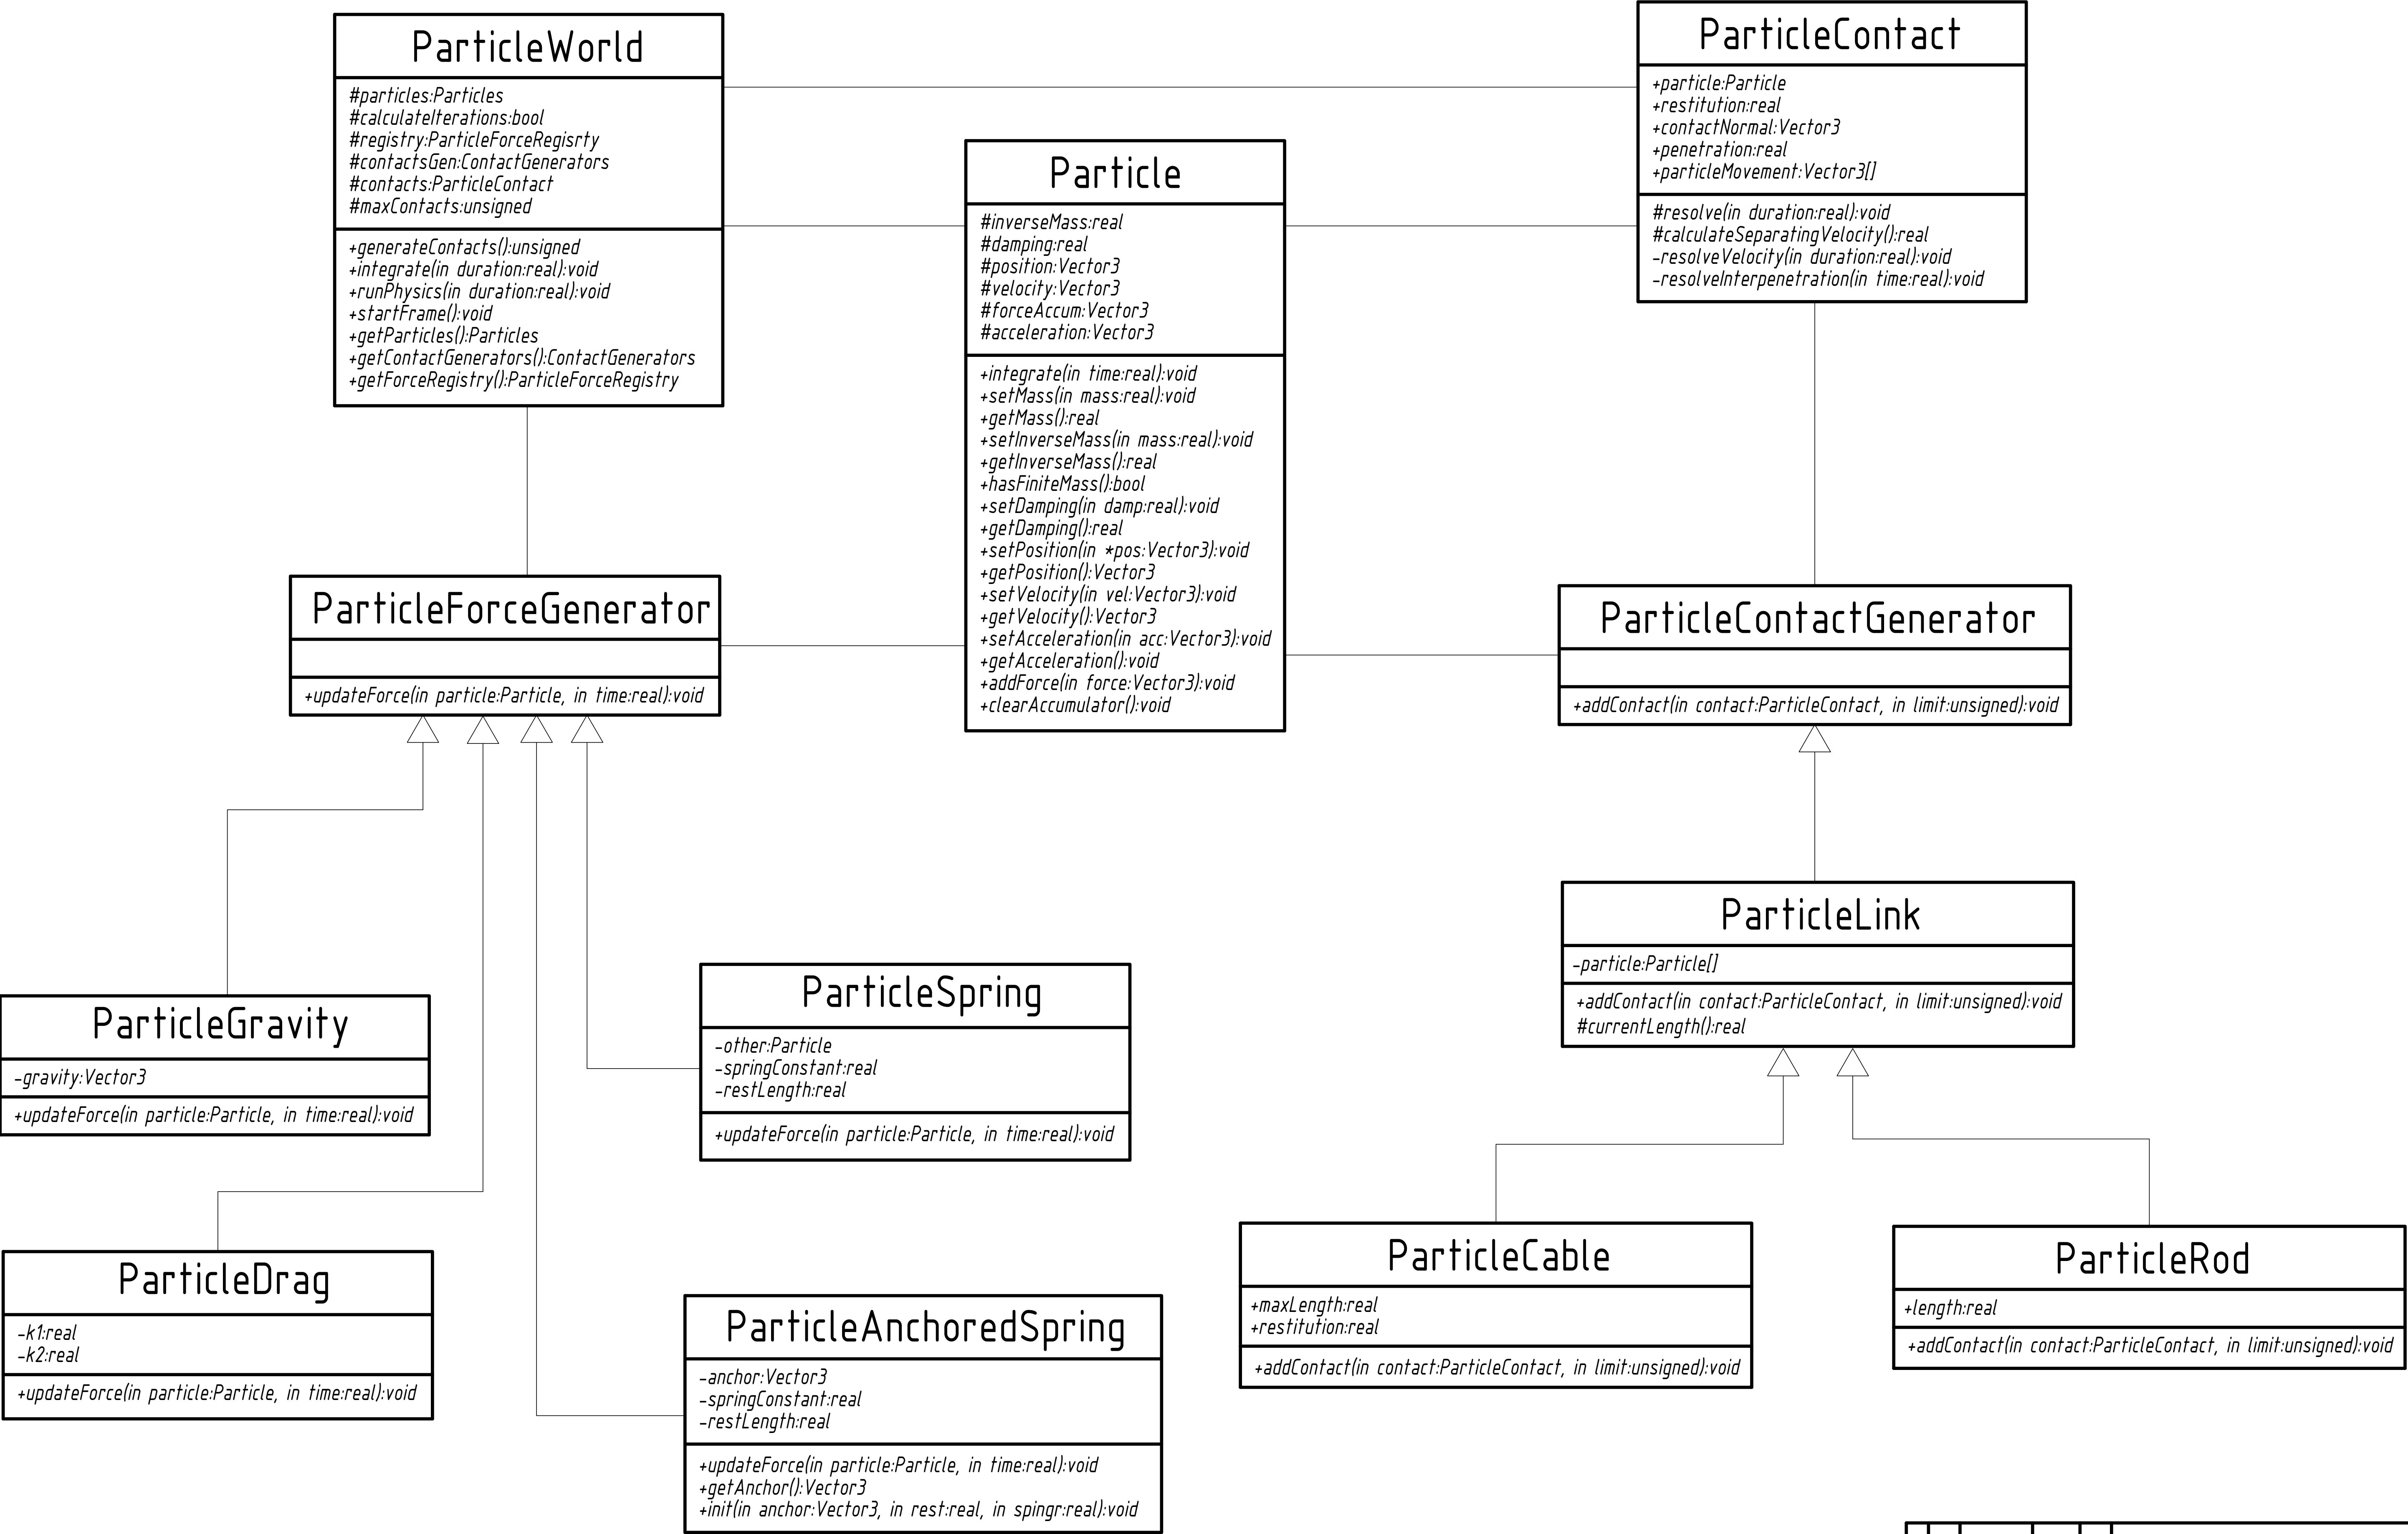 ParticleWorld
#particles:Particles
#calculateIterations:bool
#registry:ParticleForceRegisrty
#contactsGen:ContactGenerators
#contacts:ParticleContact
#maxContacts:unsigned
+generateContacts():unsigned
+integrate(in duration:real):void
+runPhysics(in duration:real):void
+startFrame():void
+getParticles():Particles
+getContactGenerators():ContactGenerators
+getForceRegistry():ParticleForceRegistry
Particle
#inverseMass:real
#damping:real
#position:Vector3
#velocity:Vector3
#forceAccum:Vector3
#acceleration:Vector3
+integrate(in time:real):void
+setMass(in mass:real):void
+getMass():real
+setInverseMass(in mass:real):void
+getInverseMass():real
+hasFiniteMass():bool
+setDamping(in damp:real):void
+getDamping():real
+setPosition(in *pos:Vector3):void
+getPosition():Vector3
+setVelocity(in vel:Vector3):void
+getVelocity():Vector3
+setAcceleration(in acc:Vector3):void
+getAcceleration():void
+addForce(in force:Vector3):void
+clearAccumulator():void
ParticleContact
+particle:Particle
+restitution:real
+contactNormal:Vector3
+penetration:real
+particleMovement:Vector3[]
#resolve(in duration:real):void
#calculateSeparatingVelocity():real
-resolveVelocity(in duration:real):void
-resolveInterpenetration(in time:real):void
ParticleForceGenerator
+updateForce(in particle:Particle, in time:real):void
ParticleContactGenerator
+addContact(in contact:ParticleContact, in limit:unsigned):void
ParticleLink
-particle:Particle[]
+addContact(in contact:ParticleContact, in limit:unsigned):void
#currentLength():real
ParticleGravity
-gravity:Vector3
+updateForce(in particle:Particle, in time:real):void
ParticleSpring
-other:Particle
-springConstant:real
-restLength:real
+updateForce(in particle:Particle, in time:real):void
ParticleDrag
-k1:real
-k2:real
+updateForce(in particle:Particle, in time:real):void
ParticleAnchoredSpring
-anchor:Vector3
-springConstant:real
-restLength:real
+updateForce(in particle:Particle, in time:real):void
+getAnchor():Vector3
+init(in anchor:Vector3, in rest:real, in spingr:real):void
ParticleCable
+maxLength:real
+restitution:real
+addContact(in contact:ParticleContact, in limit:unsigned):void
ParticleRod
+length:real
+addContact(in contact:ParticleContact, in limit:unsigned):void